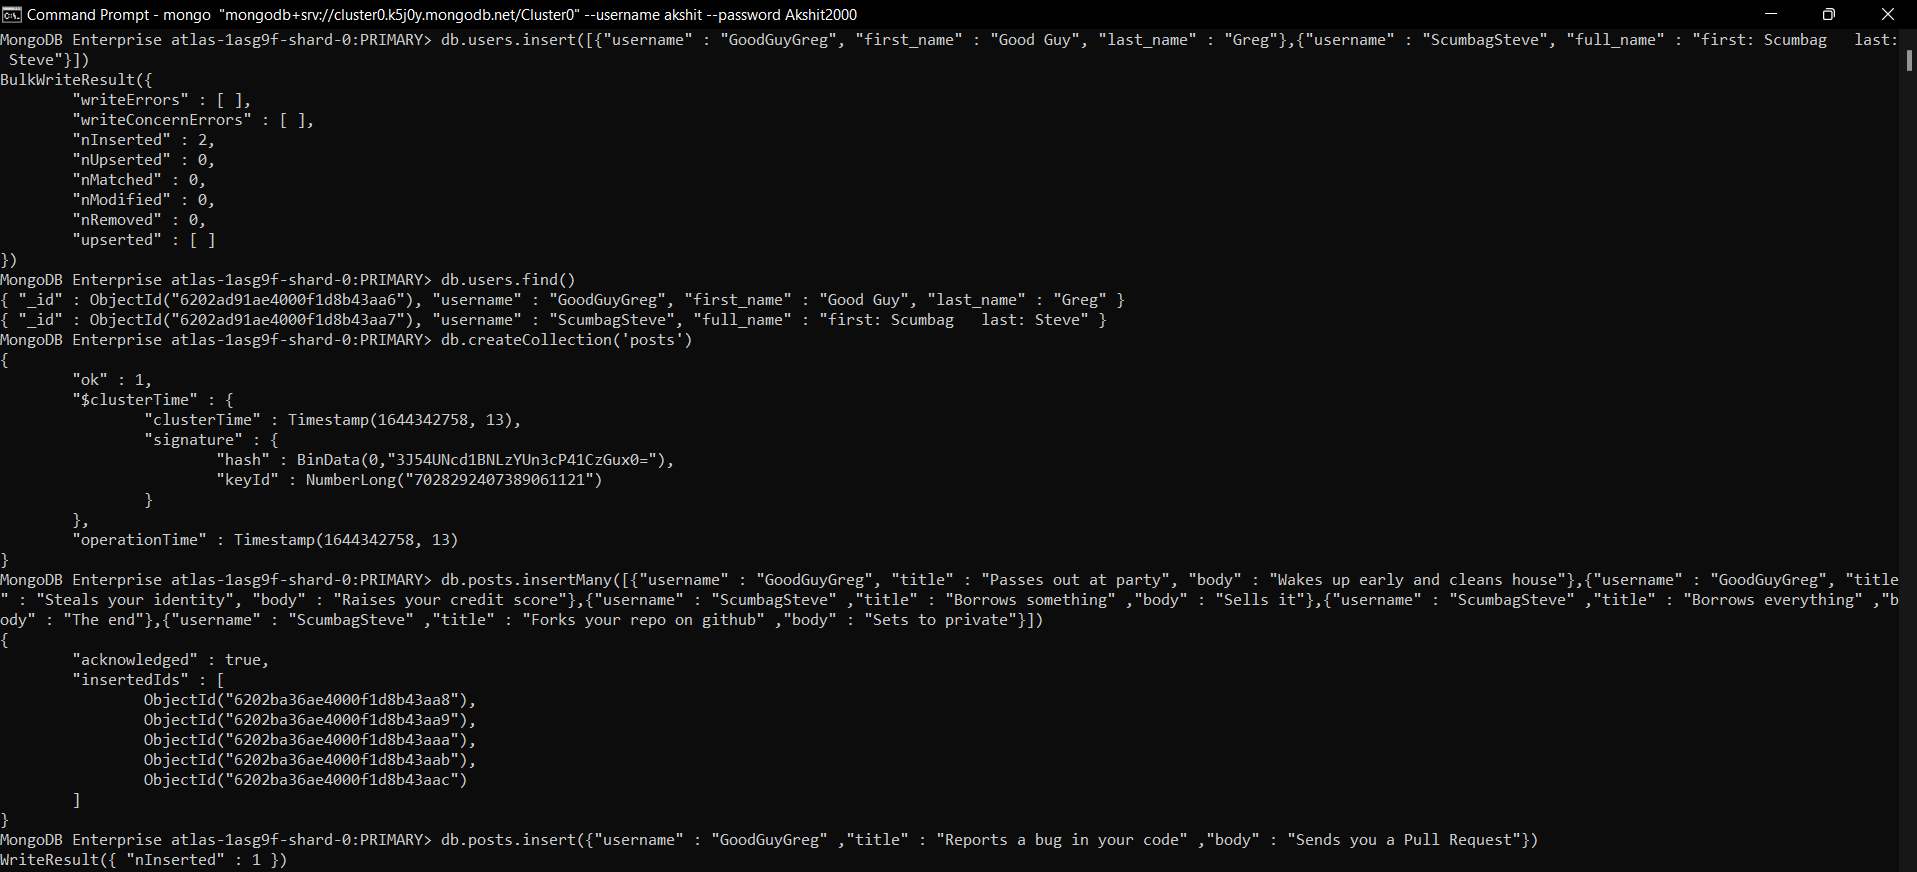 Command Prompt - mongo  "mongodb+srv://cluster0.k5j0y.mongodb.net/Cluster0" --username akshit --password Akshit2000
MongoDB Enterprise atlas-1asg9f-shard-0:PRIMARY> db.users.insert([{"username" : "GoodGuyGreg", "first_name" : "Good Guy", "last_name" : "Greg"},{"username" : "ScumbagSteve", "full_name" : "first: Scumbag   last:
 Steve"}])
BulkWriteResult({
        "writeErrors" : [ ],
        "writeConcernErrors" : [ ],
        "nInserted" : 2,
        "nUpserted" : 0,
        "nMatched" : 0,
        "nModified" : 0,
        "nRemoved" : 0,
        "upserted" : [ ]
})
MongoDB Enterprise atlas-1asg9f-shard-0:PRIMARY> db.users.find()
{ "_id" : ObjectId("6202ad91ae4000f1d8b43aa6"), "username" : "GoodGuyGreg", "first_name" : "Good Guy", "last_name" : "Greg" }
{ "_id" : ObjectId("6202ad91ae4000f1d8b43aa7"), "username" : "ScumbagSteve", "full_name" : "first: Scumbag   last: Steve" }
MongoDB Enterprise atlas-1asg9f-shard-0:PRIMARY> db.createCollection('posts')
{
        "ok" : 1,
        "$clusterTime" : {
                "clusterTime" : Timestamp(1644342758, 13),
                "signature" : {
                        "hash" : BinData(0,"3J54UNcd1BNLzYUn3cP41CzGux0="),
                        "keyId" : NumberLong("7028292407389061121")
                }
        },
        "operationTime" : Timestamp(1644342758, 13)
}
MongoDB Enterprise atlas-1asg9f-shard-0:PRIMARY> db.posts.insertMany([{"username" : "GoodGuyGreg", "title" : "Passes out at party", "body" : "Wakes up early and cleans house"},{"username" : "GoodGuyGreg", "title
" : "Steals your identity", "body" : "Raises your credit score"},{"username" : "ScumbagSteve" ,"title" : "Borrows something" ,"body" : "Sells it"},{"username" : "ScumbagSteve" ,"title" : "Borrows everything" ,"b
ody" : "The end"},{"username" : "ScumbagSteve" ,"title" : "Forks your repo on github" ,"body" : "Sets to private"}])
{
        "acknowledged" : true,
        "insertedIds" : [
                ObjectId("6202ba36ae4000f1d8b43aa8"),
                ObjectId("6202ba36ae4000f1d8b43aa9"),
                ObjectId("6202ba36ae4000f1d8b43aaa"),
                ObjectId("6202ba36ae4000f1d8b43aab"),
                ObjectId("6202ba36ae4000f1d8b43aac")
        ]
}
MongoDB Enterprise atlas-1asg9f-shard-0:PRIMARY> db.posts.insert({"username" : "GoodGuyGreg" ,"title" : "Reports a bug in your code" ,"body" : "Sends you a Pull Request"})
WriteResult({ "nInserted" : 1 })